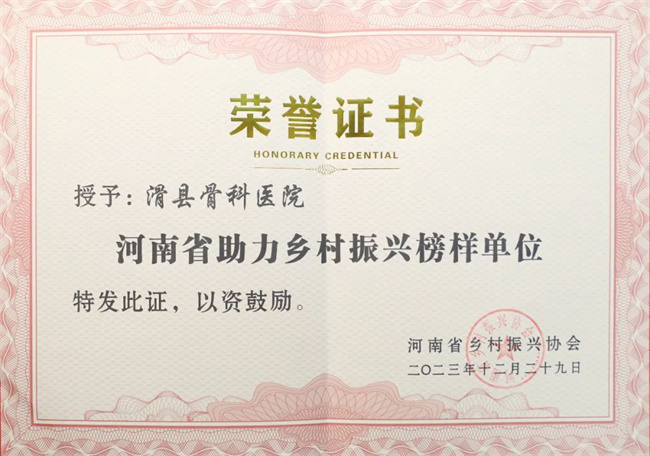 荣誉证书
HONORARY CREDENTIAL
授予：滑县骨科医院
河南省助力乡村振兴榜样单位
特发此证，以资鼓励。
河南省乡村振兴协会
二〇二三年十二月二十九日